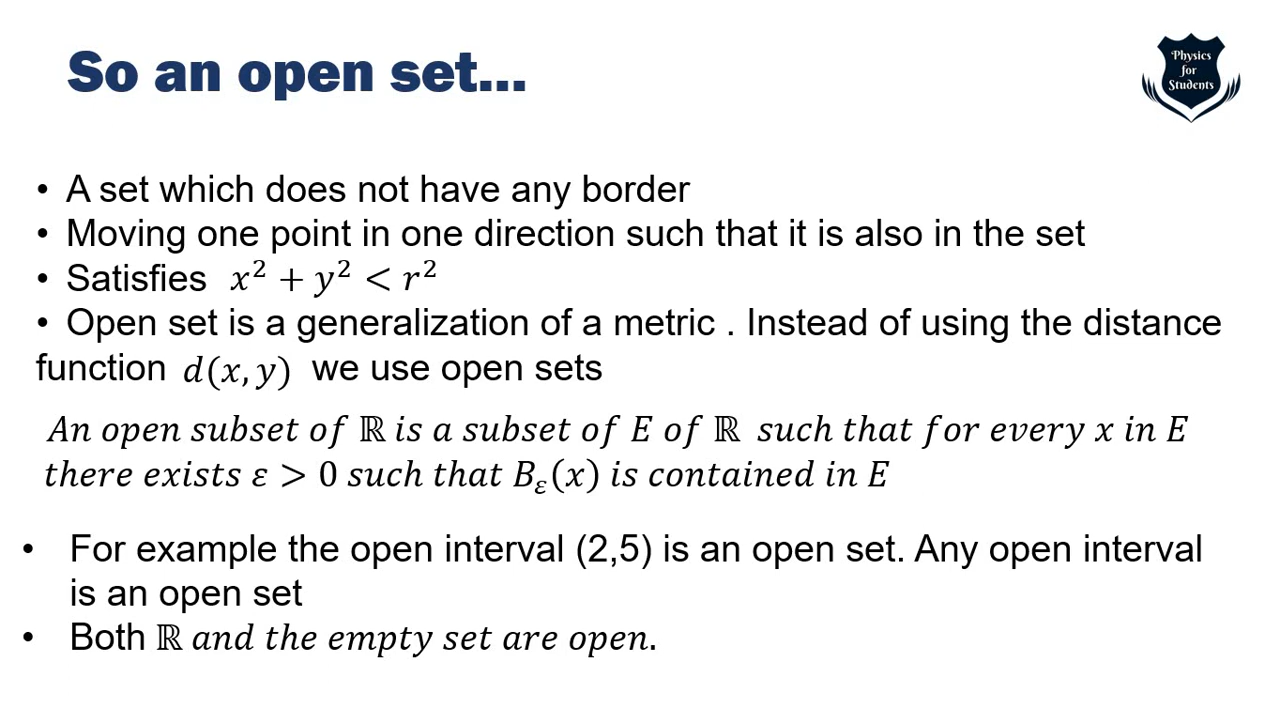 So an open set...
Physics
for
Students
• A set which does not have any border
• Moving one point in one direction such that it is also in the set
• Satisfies x² + y² < r²
• Open set is a generalization of a metric . Instead of using the distance
function d(x, y) we use open sets
An open subset of ℝ is a subset of E of ℝ such that for every x in E
there exists ε > 0 such that Bε(x) is contained in E
• For example the open interval (2,5) is an open set. Any open interval
is an open set
• Both ℝ and the empty set are open.